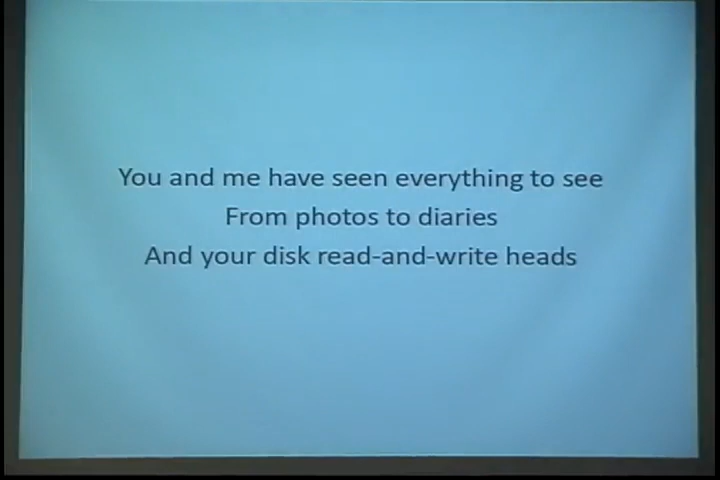 You and me have seen everything to see
From photos to diaries
And your disk read-and-write heads